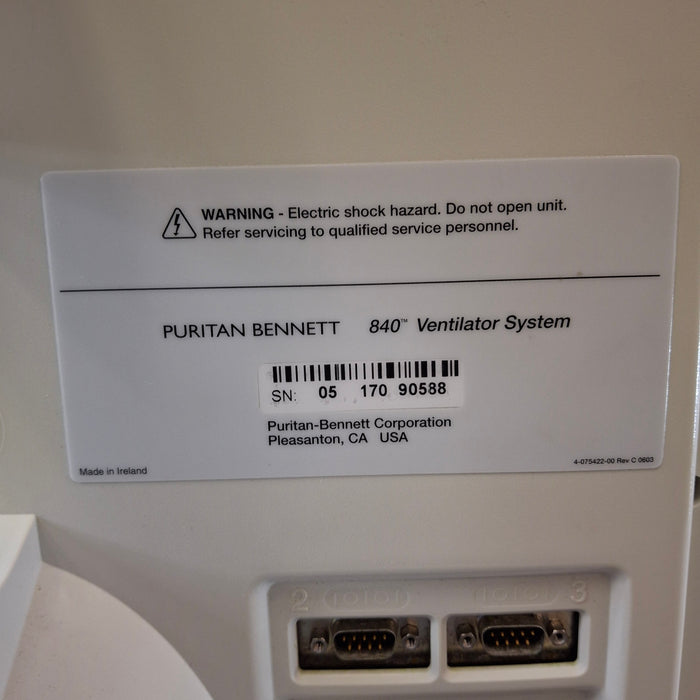 WARNING - Electric shock hazard. Do not open unit.
Refer servicing to qualified service personnel.
PURITAN BENNETT 840™ Ventilator System
SN: 05 170 90588
Puritan-Bennett Corporation
Pleasanton, CA USA
Made in Ireland
4-075422-00 Rev C 0603
2 IOIOI IOIOI 3